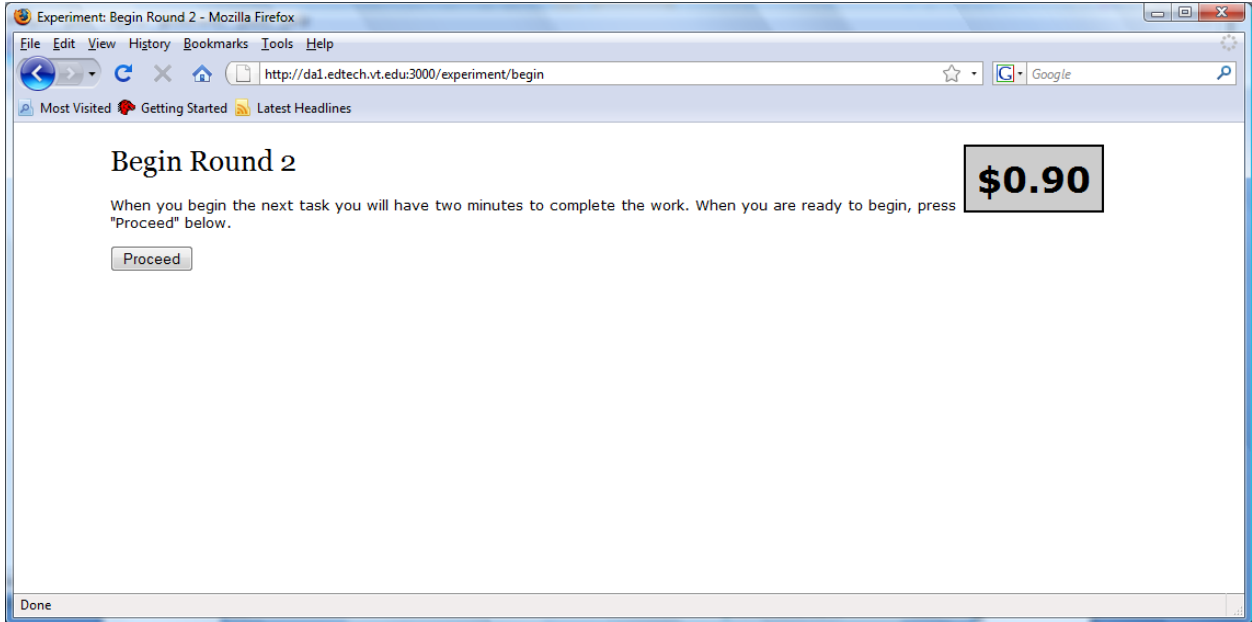 Experiment: Begin Round 2 - Mozilla Firefox
File Edit View History Bookmarks Tools Help
http://da1.edtech.vt.edu:3000/experiment/begin
G Google
Most Visited Getting Started Latest Headlines
Begin Round 2
$0.90
When you begin the next task you will have two minutes to complete the work. When you are ready to begin, press
"Proceed" below.
Proceed
Done